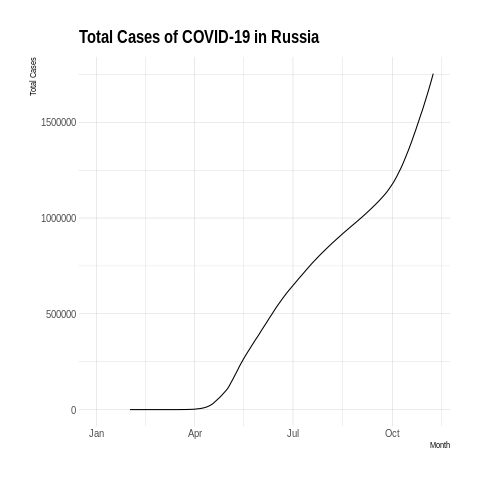 Total Cases of COVID-19 in Russia
Total Cases
1500000
1000000
500000
0
Jan Apr Jul Oct
Month